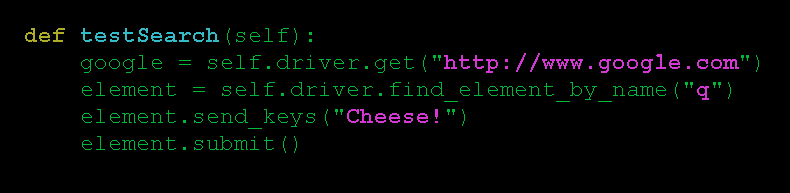 def testSearch(self):
    google = self.driver.get("http://www.google.com")
    element = self.driver.find_element_by_name("q")
    element.send_keys("Cheese!")
    element.submit()